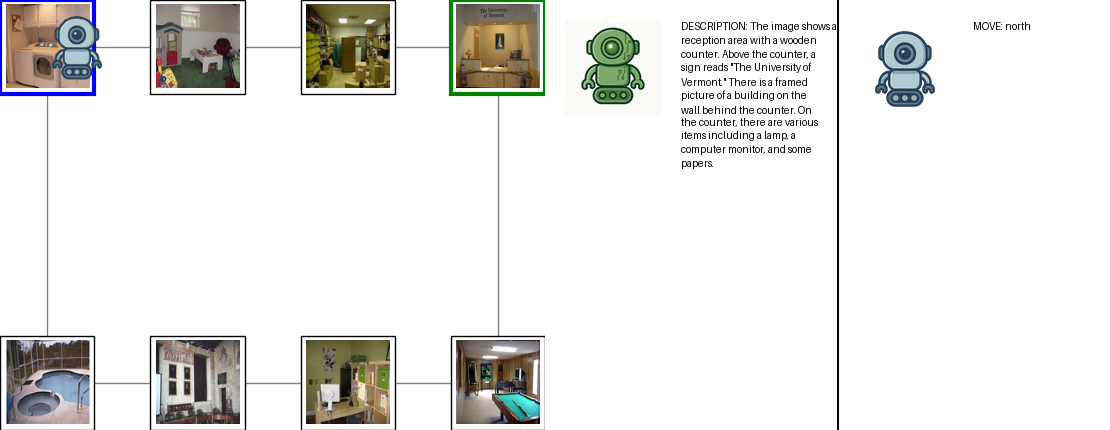 The University
of Vermont
DESCRIPTION: The image shows a
reception area with a wooden
counter. Above the counter, a
sign reads "The University of
Vermont." There is a framed
picture of a building on the
wall behind the counter. On
the counter, there are various
items including a lamp, a
computer monitor, and some
papers.
MOVE: north